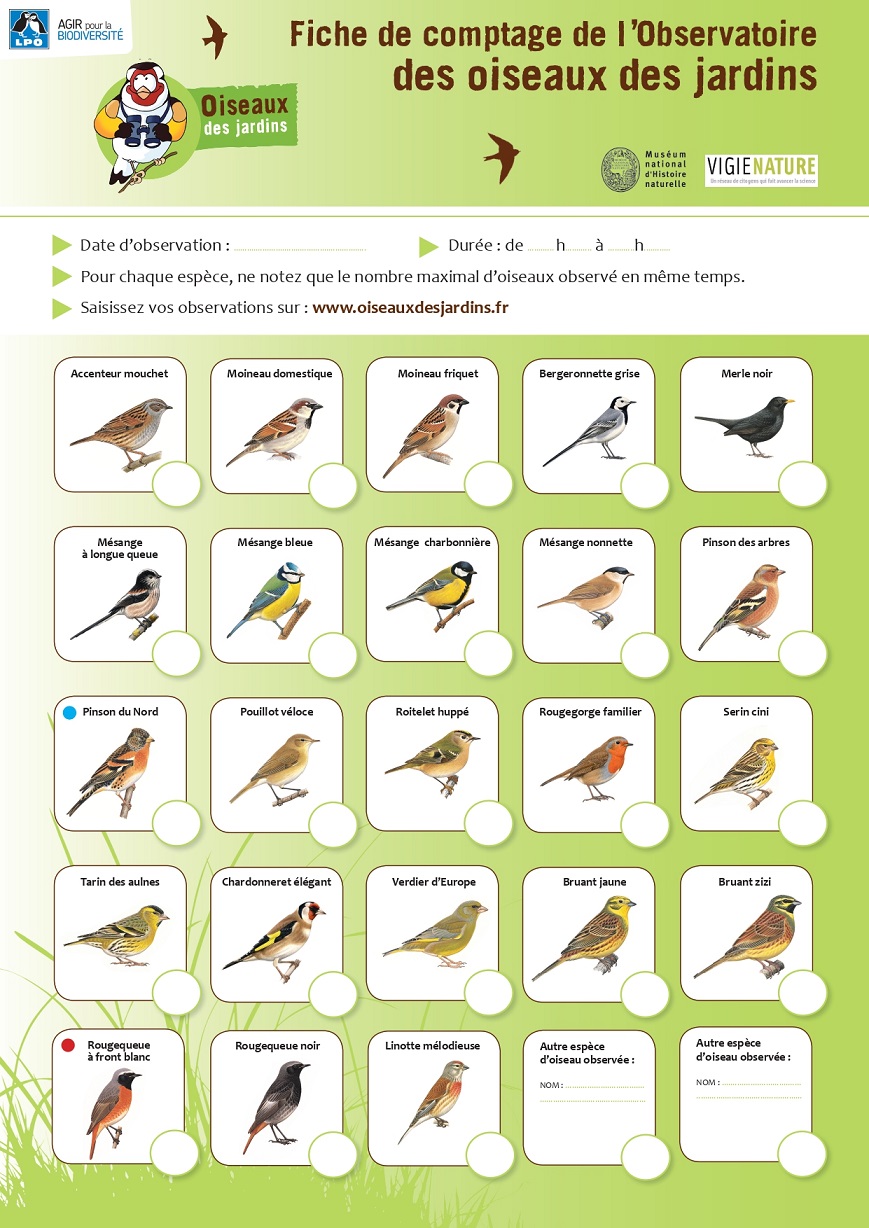 AGIR pour la
BIODIVERSITÉ
LPO
Fiche de comptage de l'Observatoire
des oiseaux des jardins
Oiseaux
des jardins
Muséum
national
d'Histoire
naturelle
VIGIENATURE
Un réseau de citoyens qui fait avancer la science
Date d'observation : ........................................
Durée : de ......... h......... à .........h.........
Pour chaque espèce, ne notez que le nombre maximal d'oiseaux observé en même temps.
Saisissez vos observations sur : www.oiseauxdesjardins.fr
Accenteur mouchet
Moineau domestique
Moineau friquet
Bergeronnette grise
Merle noir
Mésange
à longue queue
Mésange bleue
Mésange charbonnière
Mésange nonnette
Pinson des arbres
Pinson du Nord
Pouillot véloce
Roitelet huppé
Rougegorge familier
Serin cini
Tarin des aulnes
Chardonneret élégant
Verdier d'Europe
Bruant jaune
Bruant zizi
Rougequeue
à front blanc
Rougequeue noir
Linotte mélodieuse
Autre espèce
d'oiseau observée :
NOM : ..............................
........................................
Autre espèce
d'oiseau observée :
NOM : ..............................
........................................